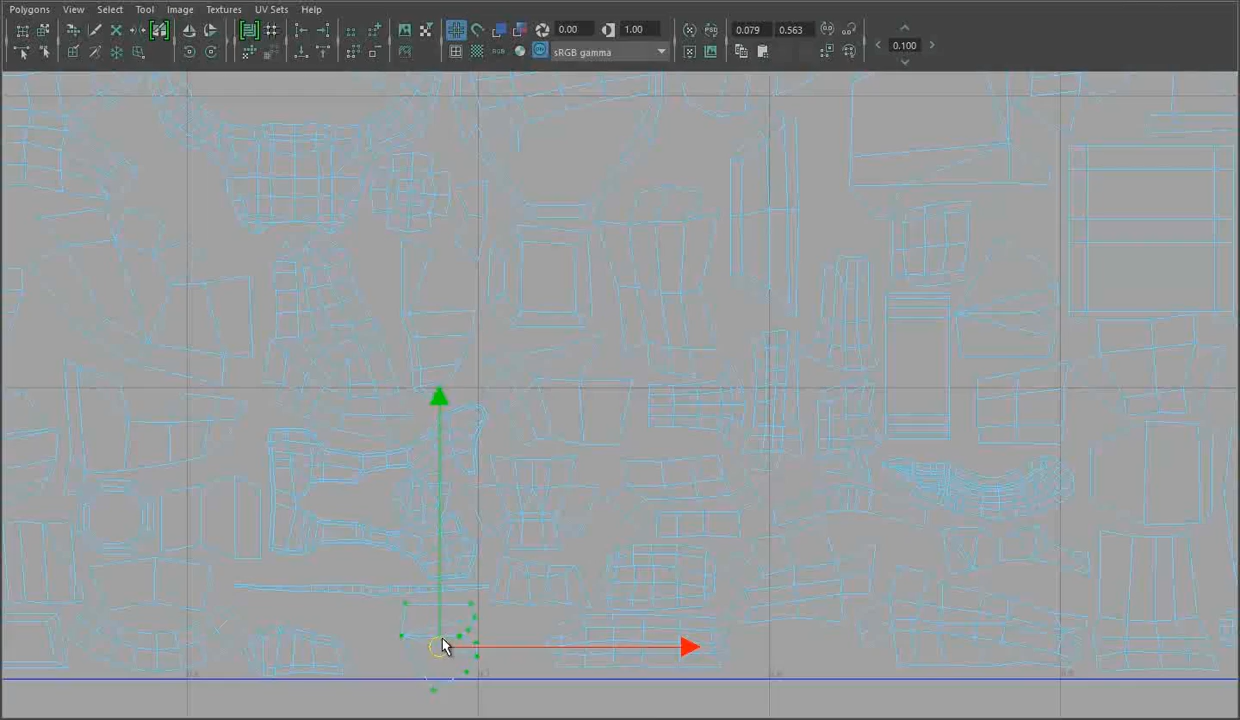 Polygons View Select Tool Image Textures UV Sets Help
0.00 1.00 0.079 0.563
RGB sRGB gamma 0.100